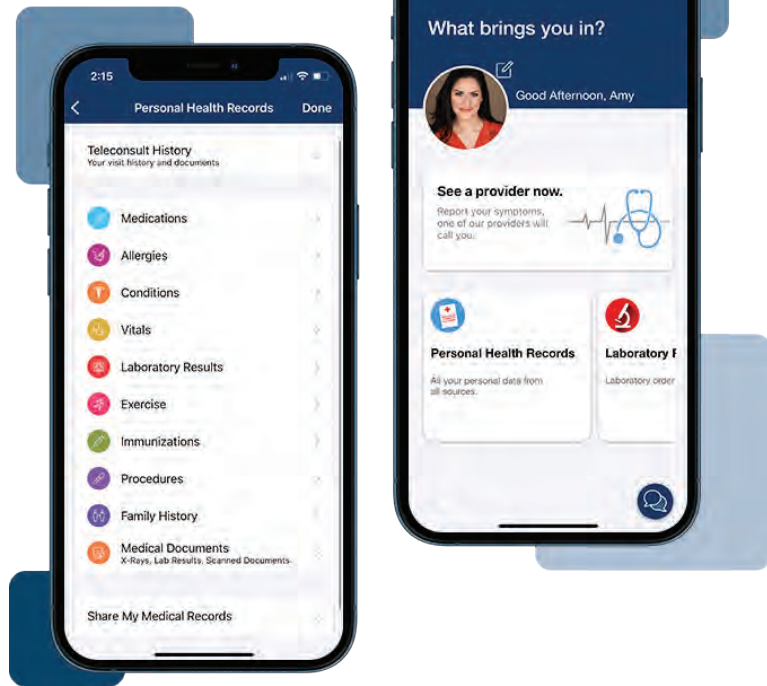 2:15
Personal Health Records
Done
Teleconsult History
Your visit history and documents
Medications
Allergies
Conditions
Vitals
Laboratory Results
Exercise
Immunizations
Procedures
Family History
Medical Documents
X-Rays, Lab Results, Scanned Documents
Share My Medical Records
What brings you in?
Good Afternoon, Amy
See a provider now.
Report your symptoms,
one of our providers will
call you.
Personal Health Records
All your personal data from
all sources.
Laboratory
Laboratory order